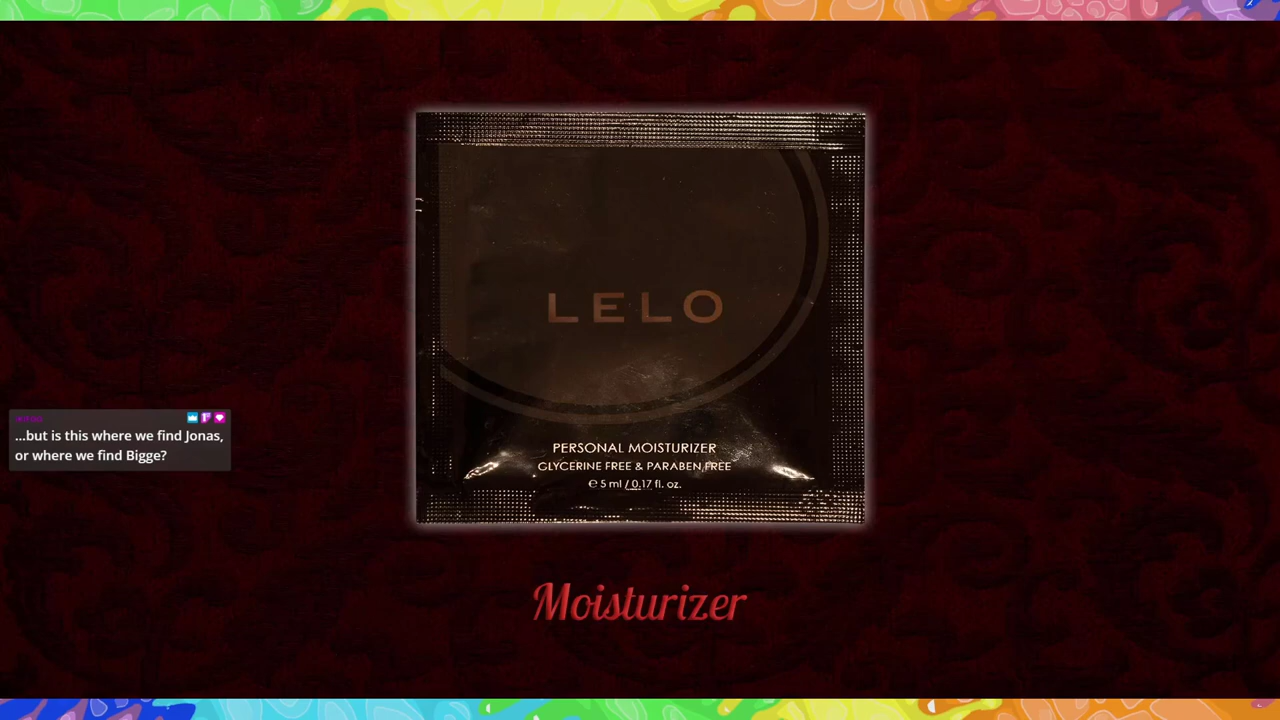 LELO
PERSONAL MOISTURIZER
GLYCERINE FREE & PARABEN FREE
℮ 5 ml / 0.17 fl. oz.
...but is this where we find Jonas,
or where we find Bigge?
Moisturizer